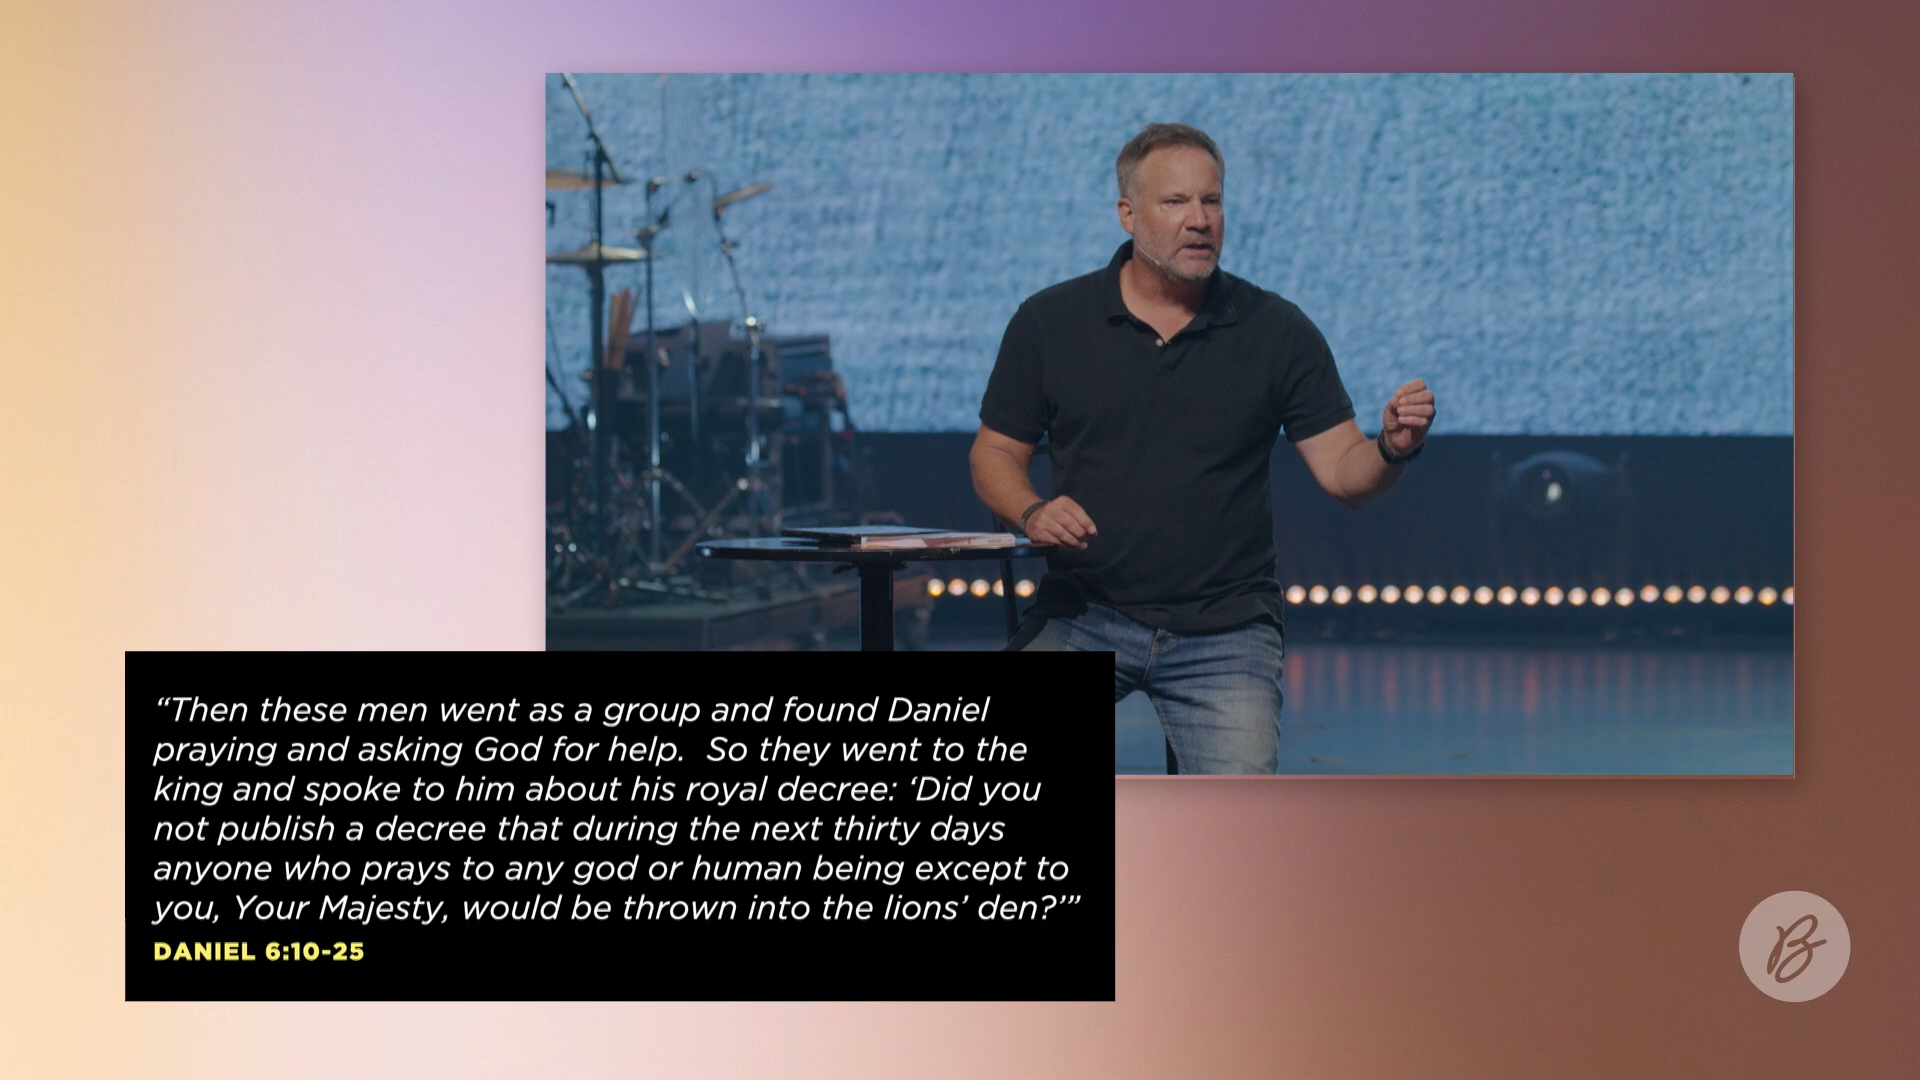 “Then these men went as a group and found Daniel
praying and asking God for help.  So they went to the
king and spoke to him about his royal decree: ‘Did you
not publish a decree that during the next thirty days
anyone who prays to any god or human being except to
you, Your Majesty, would be thrown into the lions’ den?’”
DANIEL 6:10-25
B